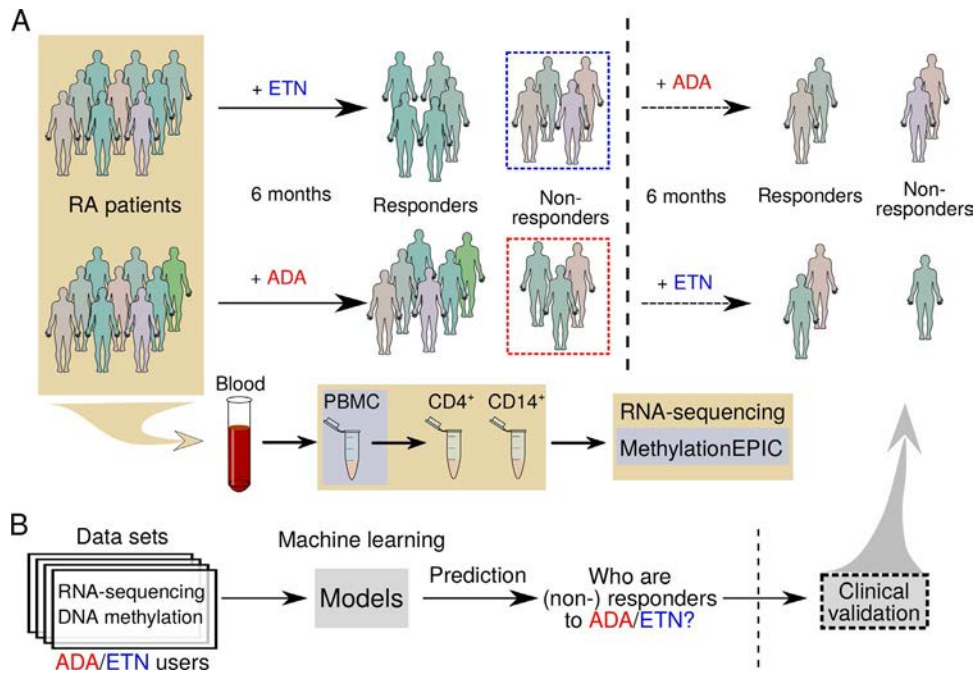 A
+ ETN
+ ADA
RA patients
6 months
Responders
Non-
responders
6 months
Responders
Non-
responders
+ ADA
+ ETN
Blood
PBMC
CD4+
CD14+
RNA-sequencing
MethylationEPIC
B
Data sets
RNA-sequencing
DNA methylation
ADA/ETN users
Machine learning
Models
Prediction
Who are
(non-) responders
to ADA/ETN?
Clinical
validation